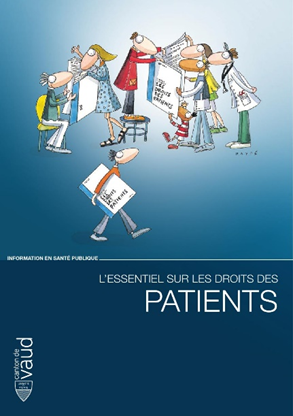 LES
DROITS
DES
PATIENTS
LES
DROITS
DES
PATIENTS
INFORMATION EN SANTÉ PUBLIQUE
L'ESSENTIEL SUR LES DROITS DES
PATIENTS
canton de
vaud